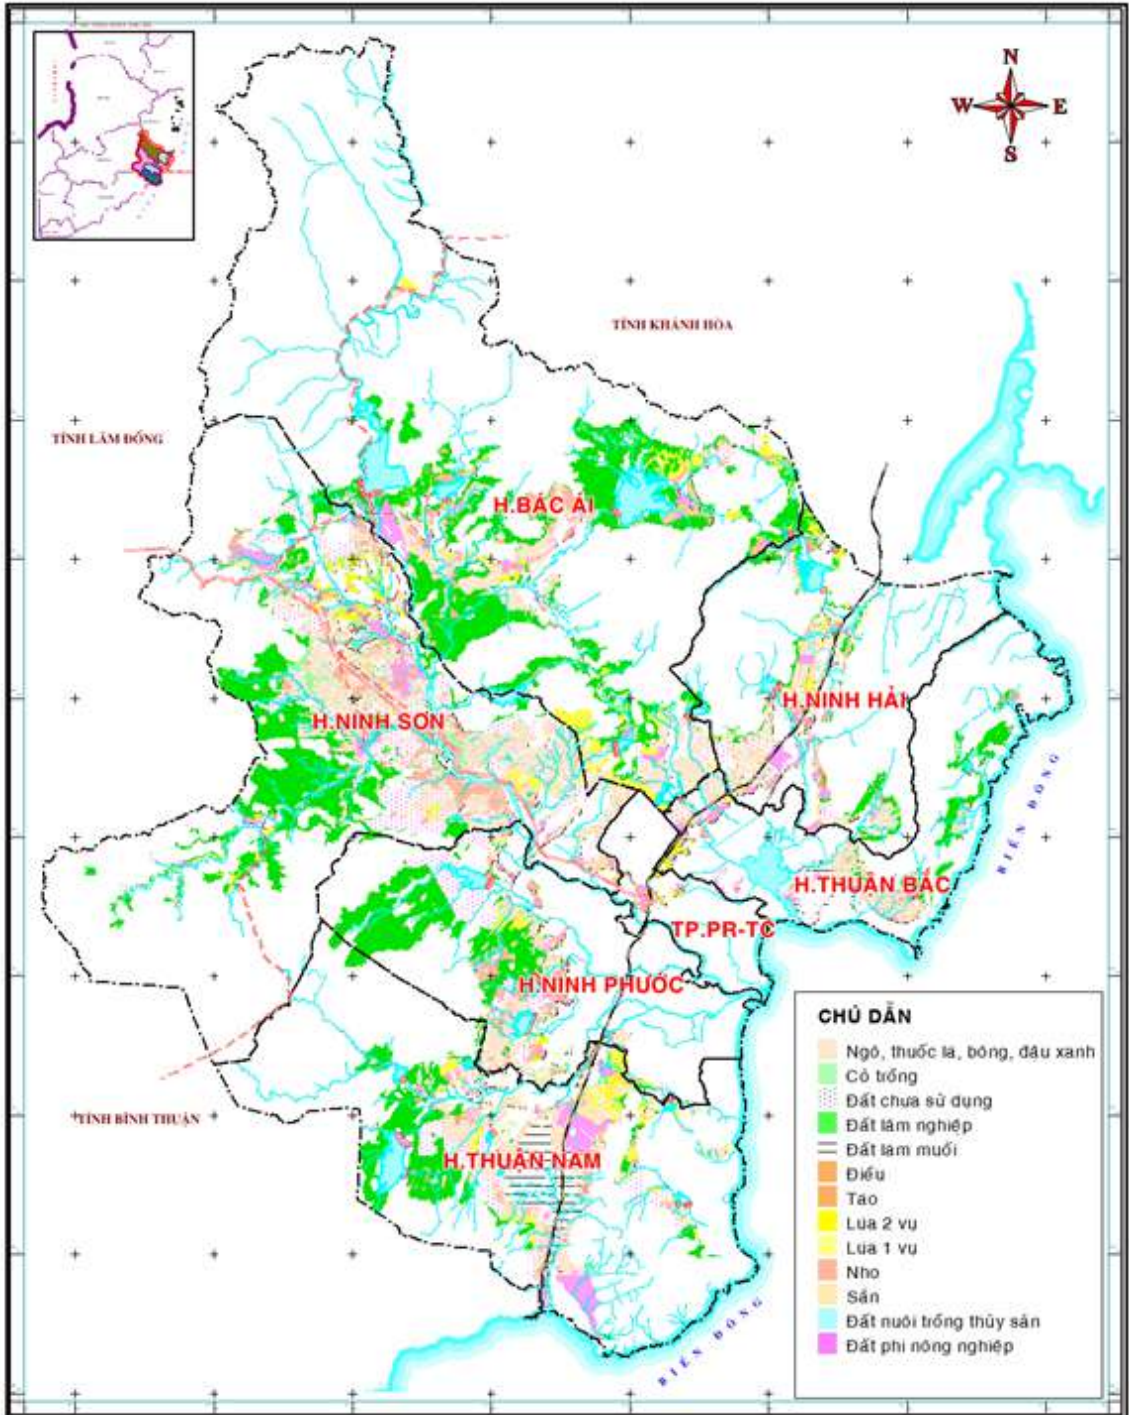 N
W E
S
TỈNH KHÁNH HÒA
TỈNH LÂM ĐỒNG
H.BÁC ÁI
H.NINH HẢI
H.NINH SƠN
BIỂN ĐÔNG
H.THUẬN BẮC
TP.PR-TC
H.NINH PHƯỚC
TỈNH BÌNH THUẬN
H.THUẬN NAM
BIỂN ĐÔNG
CHỦ DẪN
Ngô, thuốc lá, bông, đậu xanh
Cỏ trồng
Đất chưa sử dụng
Đất lâm nghiệp
Đất làm muối
Điều
Táo
Lúa 2 vụ
Lúa 1 vụ
Nho
Sắn
Đất nuôi trồng thủy sản
Đất phi nông nghiệp